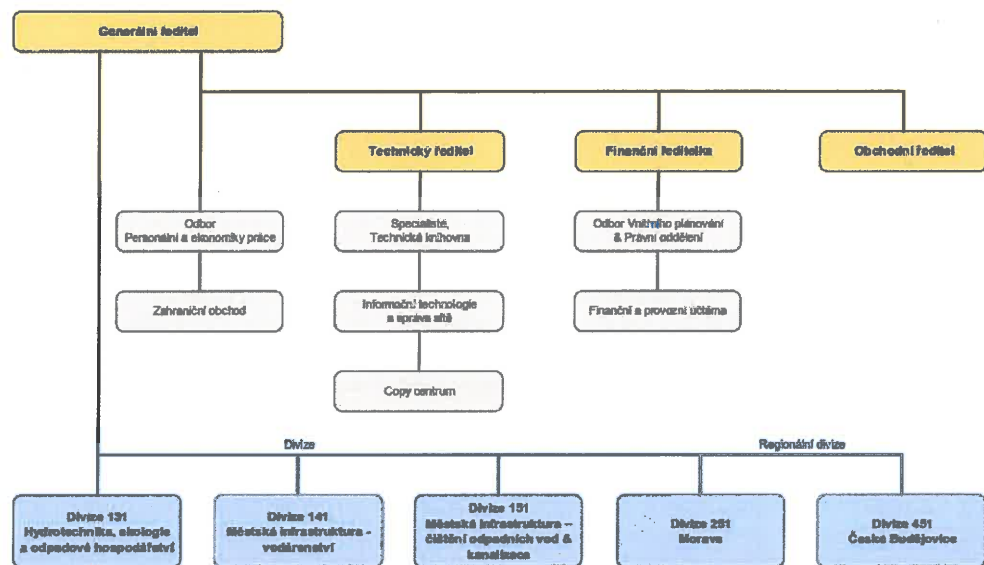 Generální ředitel
Technický ředitel
Finanční ředitelka
Obchodní ředitel
Odbor
Personální a ekonomiky práce
Specialisté,
Technická knihovna
Odbor Vnitřního plánování
& Právní oddělení
Zahraniční obchod
Informační technologie
a správa sítě
Finanční a provozní účtárna
Copy centrum
Divize
Regionální divize
Divize 131
Hydrotechnika, ekologie
a odpadové hospodářství
Divize 141
Městská infrastruktura -
vodárenství
Divize 151
Městská infrastruktura –
čištění odpadních vod &
kanalizace
Divize 251
Morava
Divize 451
České Budějovice